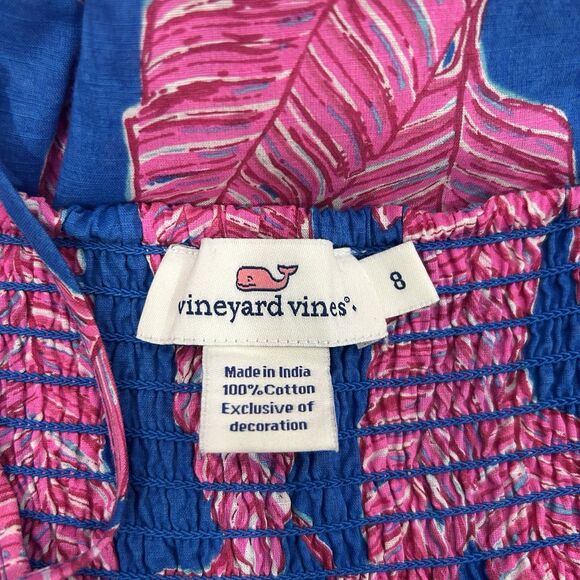 vineyard vines®
8
Made in India
100%Cotton
Exclusive of
decoration